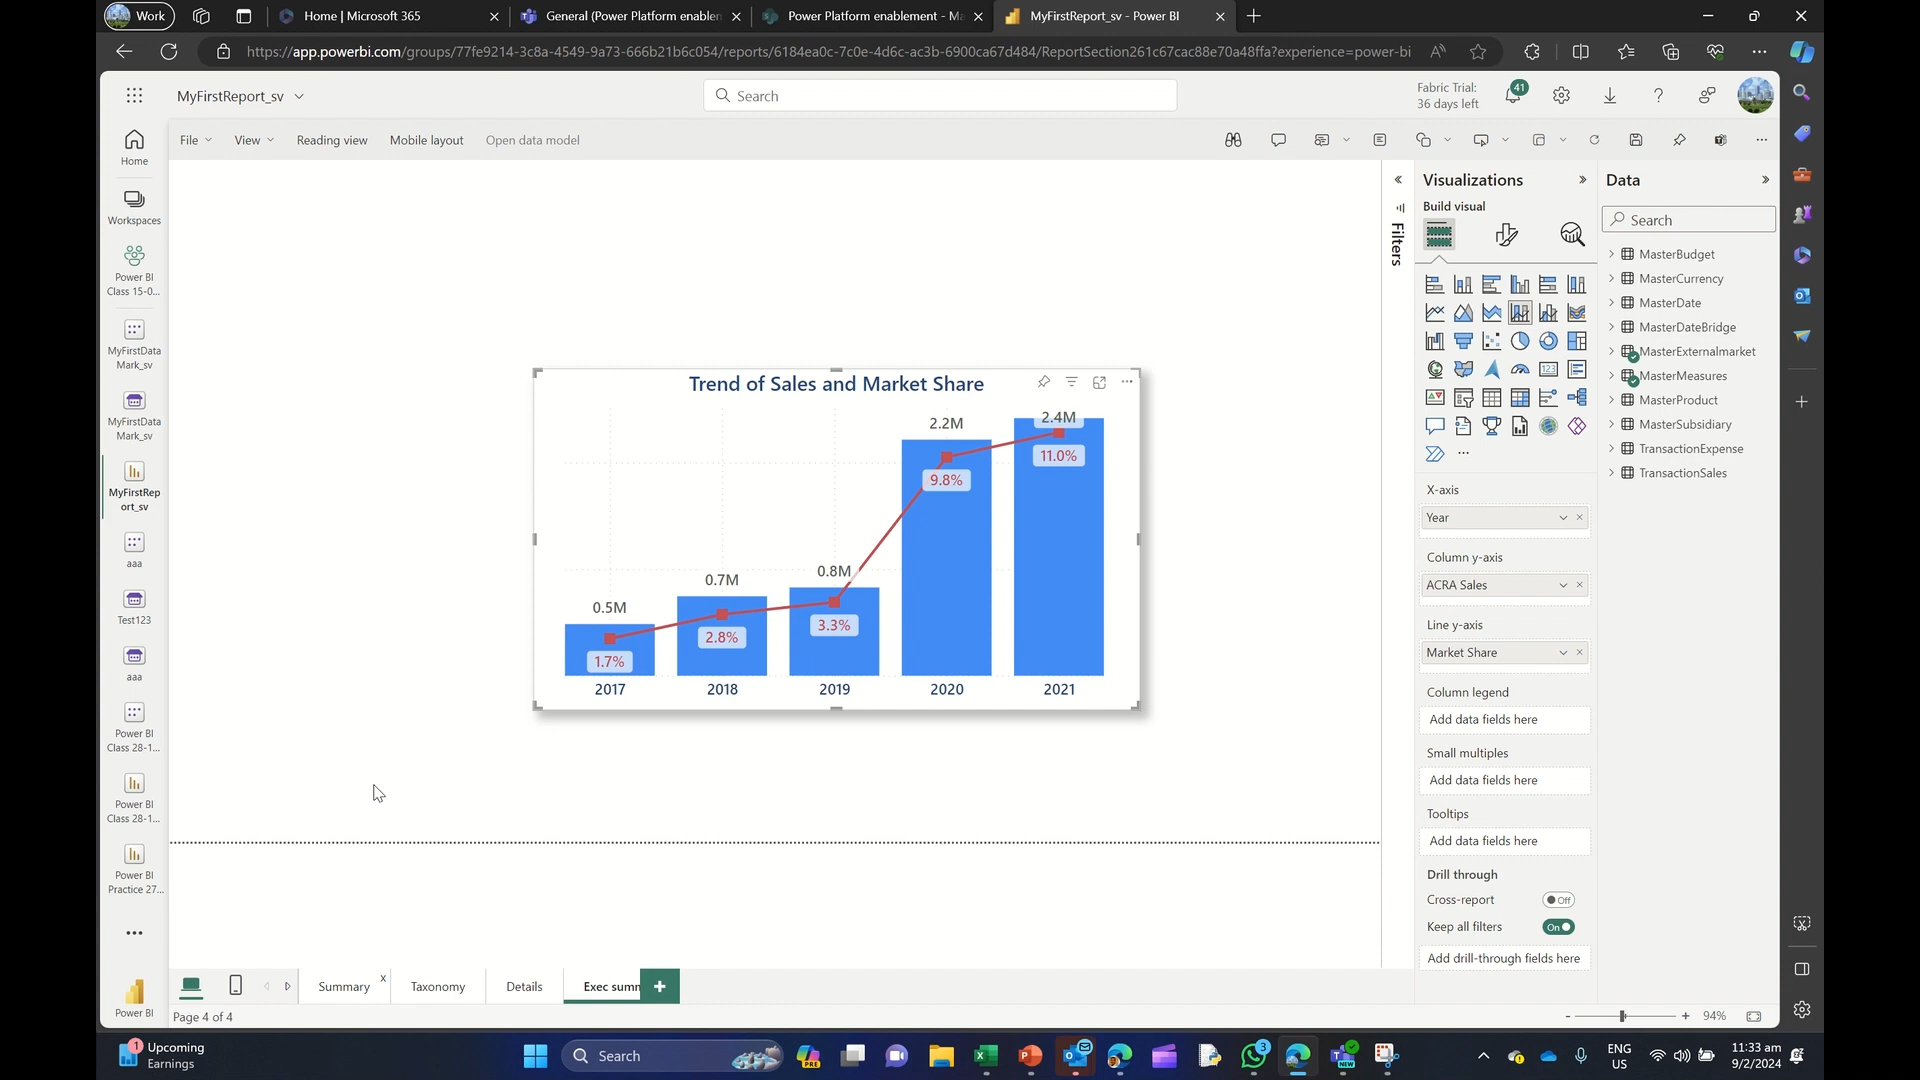 Work
Home | Microsoft 365
General (Power Platform enablen
Power Platform enablement - Ma
MyFirstReport_sv - Power BI
https://app.powerbi.com/groups/77fe9214-3c8a-4549-9a73-666b21b6c054/reports/6184ea0c-7c0e-4d6c-ac3b-6900ca67d484/ReportSection261c67cac88e70a48ffa?experience=power-bi
MyFirstReport_sv
Search
Fabric Trial:
36 days left
41
File
View
Reading view
Mobile layout
Open data model
Home
Workspaces
Power BI
Class 15-0...
MyFirstData
Mark_sv
MyFirstData
Mark_sv
MyFirstRep
ort_sv
aaa
Test123
aaa
Power BI
Class 28-1...
Power BI
Class 28-1...
Power BI
Practice 27...
Power BI
Trend of Sales and Market Share
0.5M
0.7M
0.8M
2.2M
2.4M
1.7%
2.8%
3.3%
9.8%
11.0%
2017
2018
2019
2020
2021
Filters
Visualizations
Build visual
X-axis
Year
Column y-axis
ACRA Sales
Line y-axis
Market Share
Column legend
Add data fields here
Small multiples
Add data fields here
Tooltips
Add data fields here
Drill through
Cross-report
Off
Keep all filters
On
Add drill-through fields here
Data
Search
MasterBudget
MasterCurrency
MasterDate
MasterDateBridge
MasterExternalmarket
MasterMeasures
MasterProduct
MasterSubsidiary
TransactionExpense
TransactionSales
Summary
x
Taxonomy
Details
Exec summ
Page 4 of 4
94%
1
Upcoming
Earnings
Search
PRE
3
NEW
ENG
US
11:33 am
9/2/2024